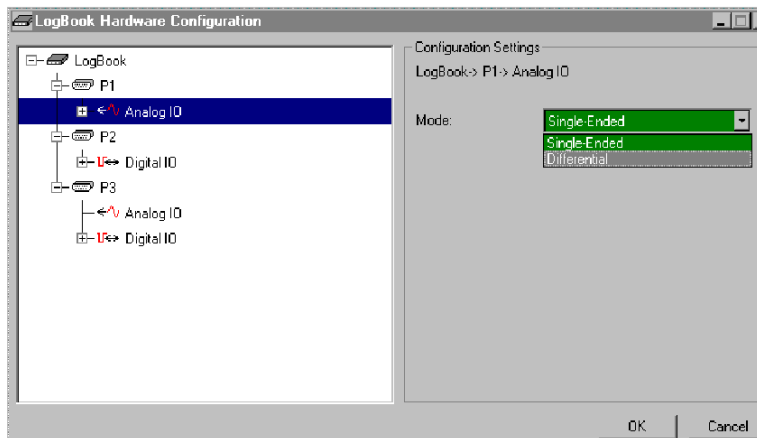 LogBook Hardware Configuration
LogBook
P1
Analog IO
P2
Digital IO
P3
Analog IO
Digital IO
Configuration Settings
LogBook-> P1-> Analog IO
Mode:
Single-Ended
Single-Ended
Differential
OK
Cancel